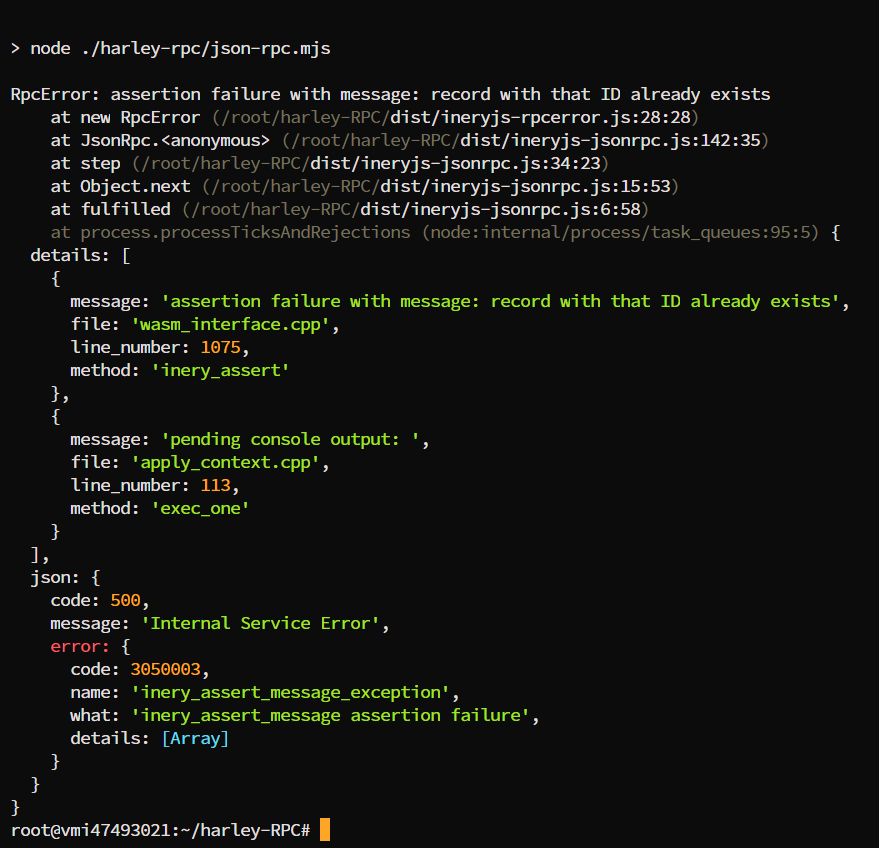 > node ./harley-rpc/json-rpc.mjs
RpcError: assertion failure with message: record with that ID already exists
    at new RpcError (/root/harley-RPC/dist/ineryjs-rpcerror.js:28:28)
    at JsonRpc.<anonymous> (/root/harley-RPC/dist/ineryjs-jsonrpc.js:142:35)
    at step (/root/harley-RPC/dist/ineryjs-jsonrpc.js:34:23)
    at Object.next (/root/harley-RPC/dist/ineryjs-jsonrpc.js:15:53)
    at fulfilled (/root/harley-RPC/dist/ineryjs-jsonrpc.js:6:58)
    at process.processTicksAndRejections (node:internal/process/task_queues:95:5) {
  details: [
    {
      message: 'assertion failure with message: record with that ID already exists',
      file: 'wasm_interface.cpp',
      line_number: 1075,
      method: 'inery_assert'
    },
    {
      message: 'pending console output: ',
      file: 'apply_context.cpp',
      line_number: 113,
      method: 'exec_one'
    }
  ],
  json: {
    code: 500,
    message: 'Internal Service Error',
    error: {
      code: 3050003,
      name: 'inery_assert_message_exception',
      what: 'inery_assert_message assertion failure',
      details: [Array]
    }
  }
}
root@vmi47493021:~/harley-RPC#